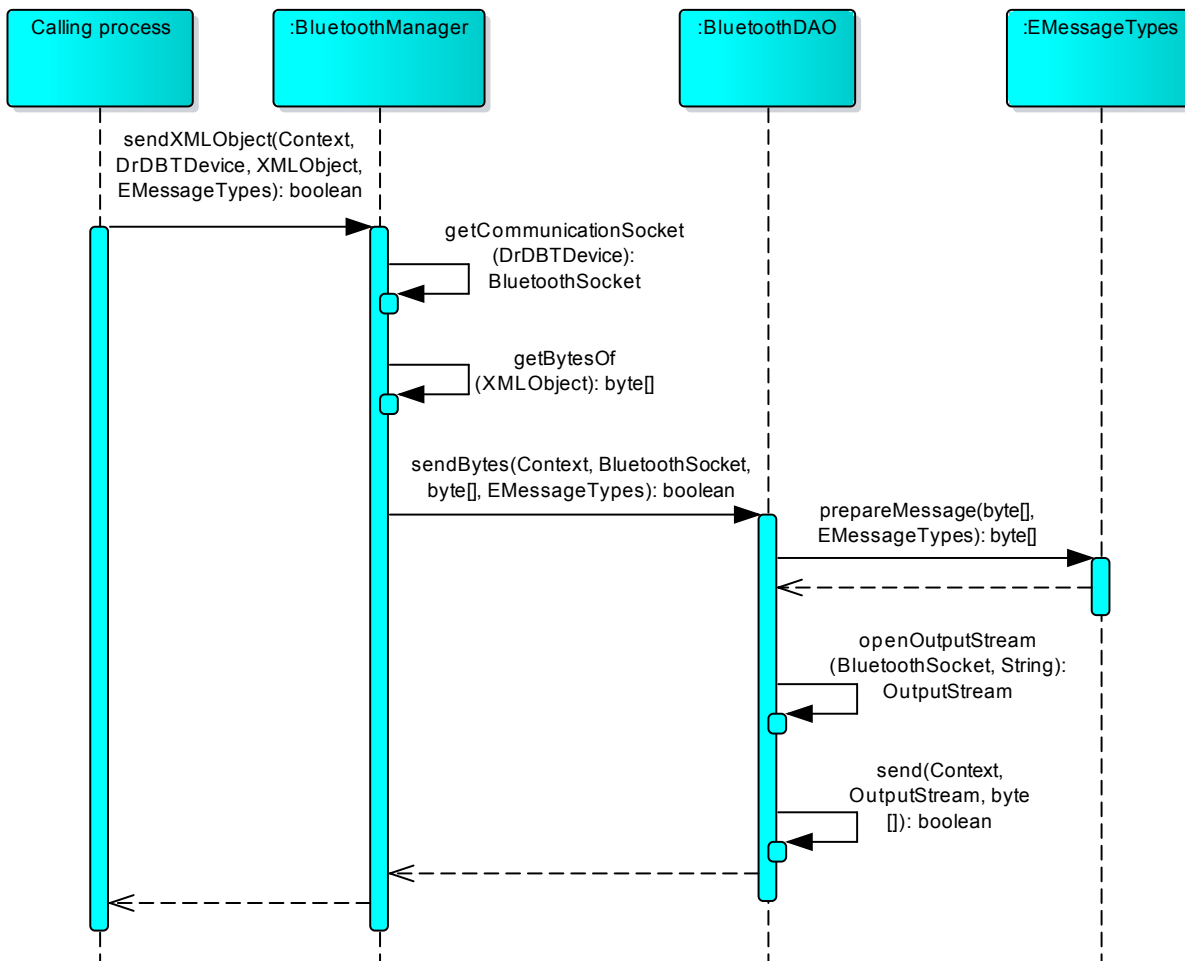 Calling process
:BluetoothManager
:BluetoothDAO
:EMessageTypes
sendXMLObject(Context,
DrDBTDevice, XMLObject,
EMessageTypes): boolean
getCommunicationSocket
(DrDBTDevice):
BluetoothSocket
getBytesOf
(XMLObject): byte[]
sendBytes(Context, BluetoothSocket,
byte[], EMessageTypes): boolean
prepareMessage(byte[],
EMessageTypes): byte[]
openOutputStream
(BluetoothSocket, String):
OutputStream
send(Context,
OutputStream, byte
[]): boolean